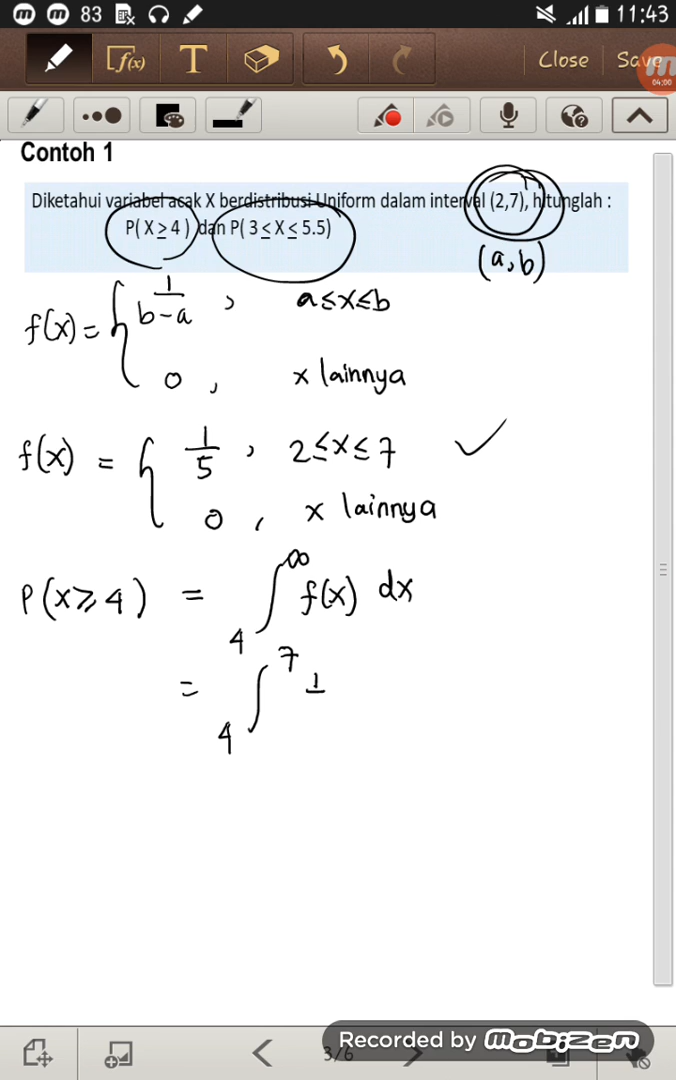 83 11:43
T f(x) Close Save
04:00
Contoh 1
Diketahui variabel acak X berdistribusi Uniform dalam interval (2,7), hitunglah :
P( X ≥ 4 ) dan P( 3 ≤ X ≤ 5.5)
(a,b)
f(x) = { 1/(b-a) , a ≤ x ≤ b
0 , x lainnya
f(x) = { 1/5 , 2 ≤ x ≤ 7 ✓
0 , x lainnya
P(x ≥ 4) = ∫₄^∞ f(x) dx
= ∫₄^7 1
3/6
Recorded by mobizen